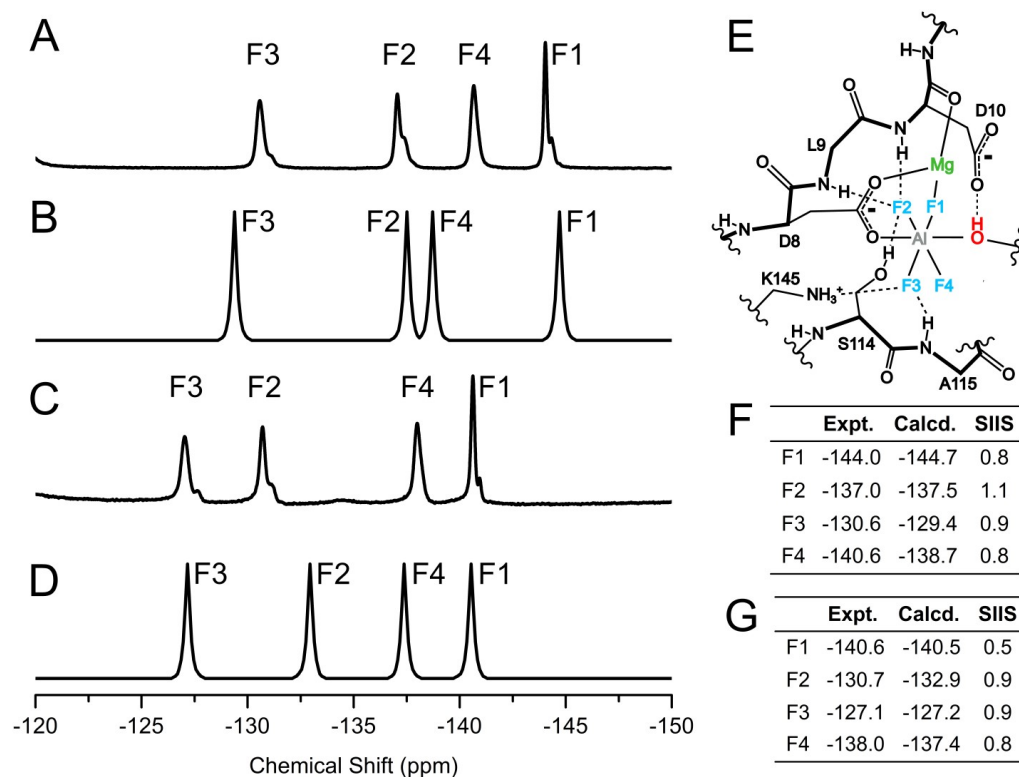 A
F3
F2
F4
F1
B
F3
F2
F4
F1
C
F3
F2
F4
F1
D
F3
F2
F4
F1
-120
-125
-130
-135
-140
-145
-150
Chemical Shift (ppm)
E
H-N
O
O
D10
O
N
H
O
-
O
L9
Mg
O
N
H
O
F2
F1
H
O
H
N
D8
-
O
Al
O
H
K145
NH3+
F3
F4
H-N
S114
H
N
O
A115
O
F
Expt. Calcd. SIIS
F1 -144.0 -144.7 0.8
F2 -137.0 -137.5 1.1
F3 -130.6 -129.4 0.9
F4 -140.6 -138.7 0.8
G
Expt. Calcd. SIIS
F1 -140.6 -140.5 0.5
F2 -130.7 -132.9 0.9
F3 -127.1 -127.2 0.9
F4 -138.0 -137.4 0.8